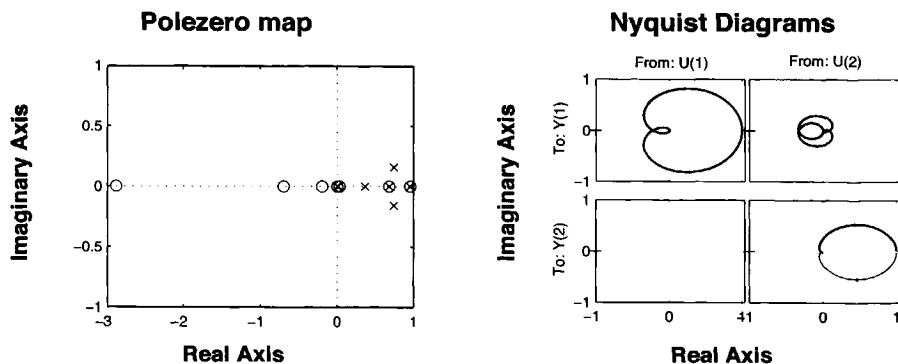 Polezero map
Imaginary Axis
1
0.5
0
−0.5
−1
−3
−2
−1
0
1
Real Axis
Nyquist Diagrams
From: U(1)
From: U(2)
Imaginary Axis
To: Y(1)
1
0
−1
To: Y(2)
1
0
−1
−1
0
−1
1
0
1
Real Axis